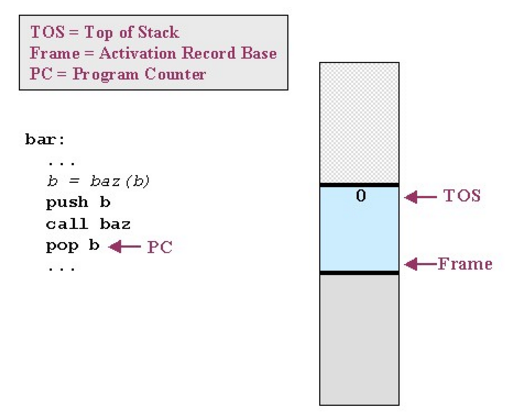 TOS = Top of Stack
Frame = Activation Record Base
PC = Program Counter
bar:
...
b = baz(b)
push b
call baz
pop b PC
...
0 TOS
Frame